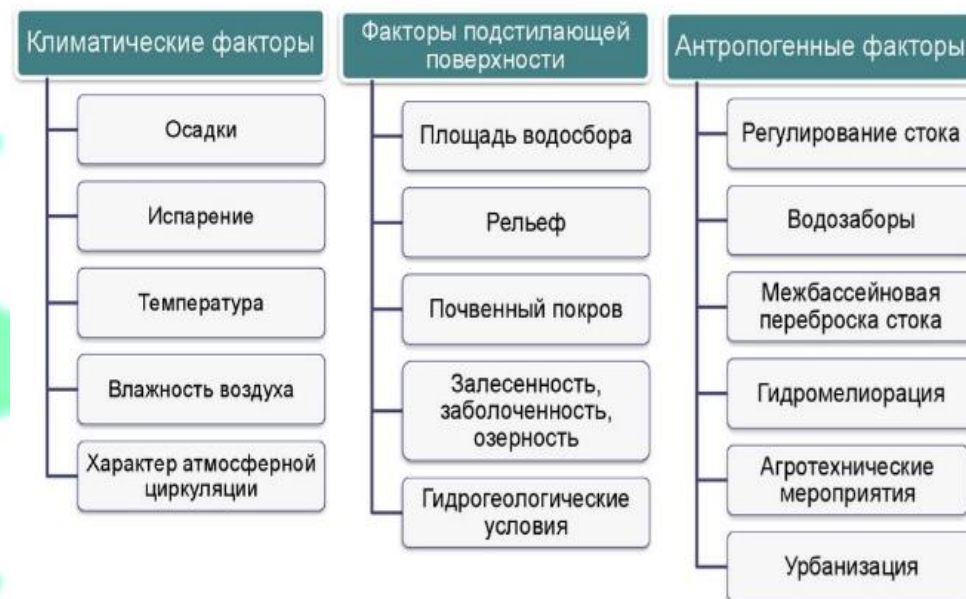 Климатические факторы
Осадки
Испарение
Температура
Влажность воздуха
Характер атмосферной
циркуляции
Факторы подстилающей
поверхности
Площадь водосбора
Рельеф
Почвенный покров
Залесенность,
заболоченность,
озерность
Гидрогеологические
условия
Антропогенные факторы
Регулирование стока
Водозаборы
Межбассейновая
переброска стока
Гидромелиорация
Агротехнические
мероприятия
Урбанизация